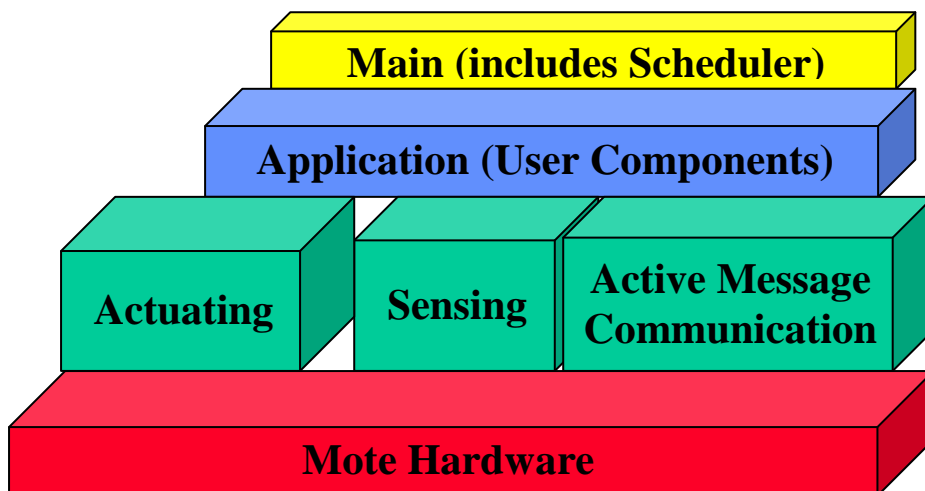 Main (includes Scheduler)
Application (User Components)
Actuating
Sensing
Active Message
Communication
Mote Hardware